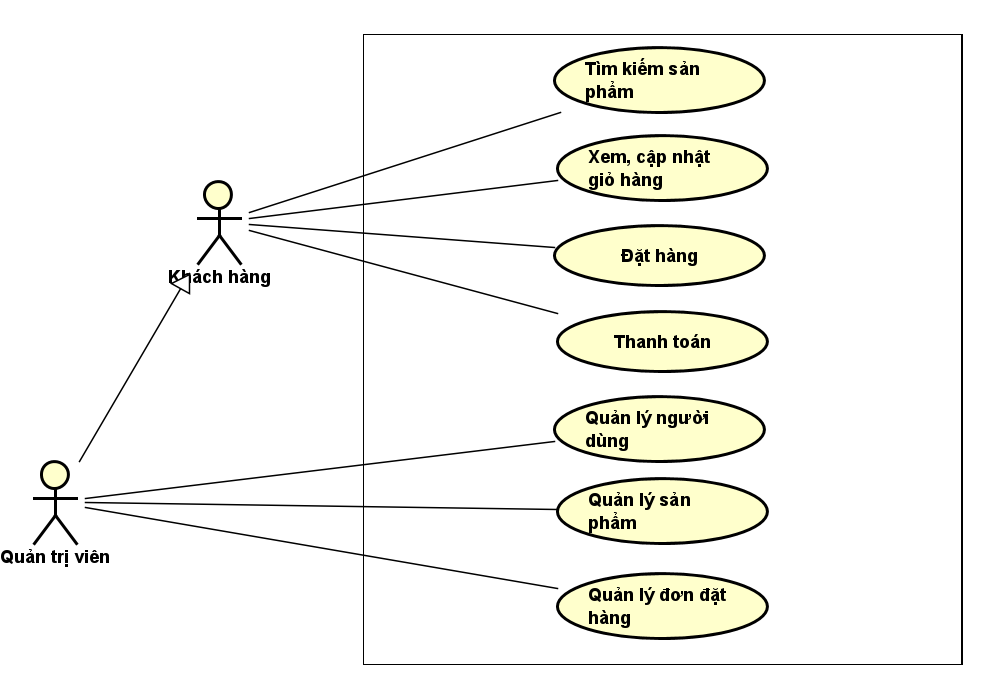 Tìm kiếm sản
phẩm
Xem, cập nhật
giỏ hàng
Đặt hàng
Khách hàng
Thanh toán
Quản lý người
dùng
Quản lý sản
phẩm
Quản trị viên
Quản lý đơn đặt
hàng